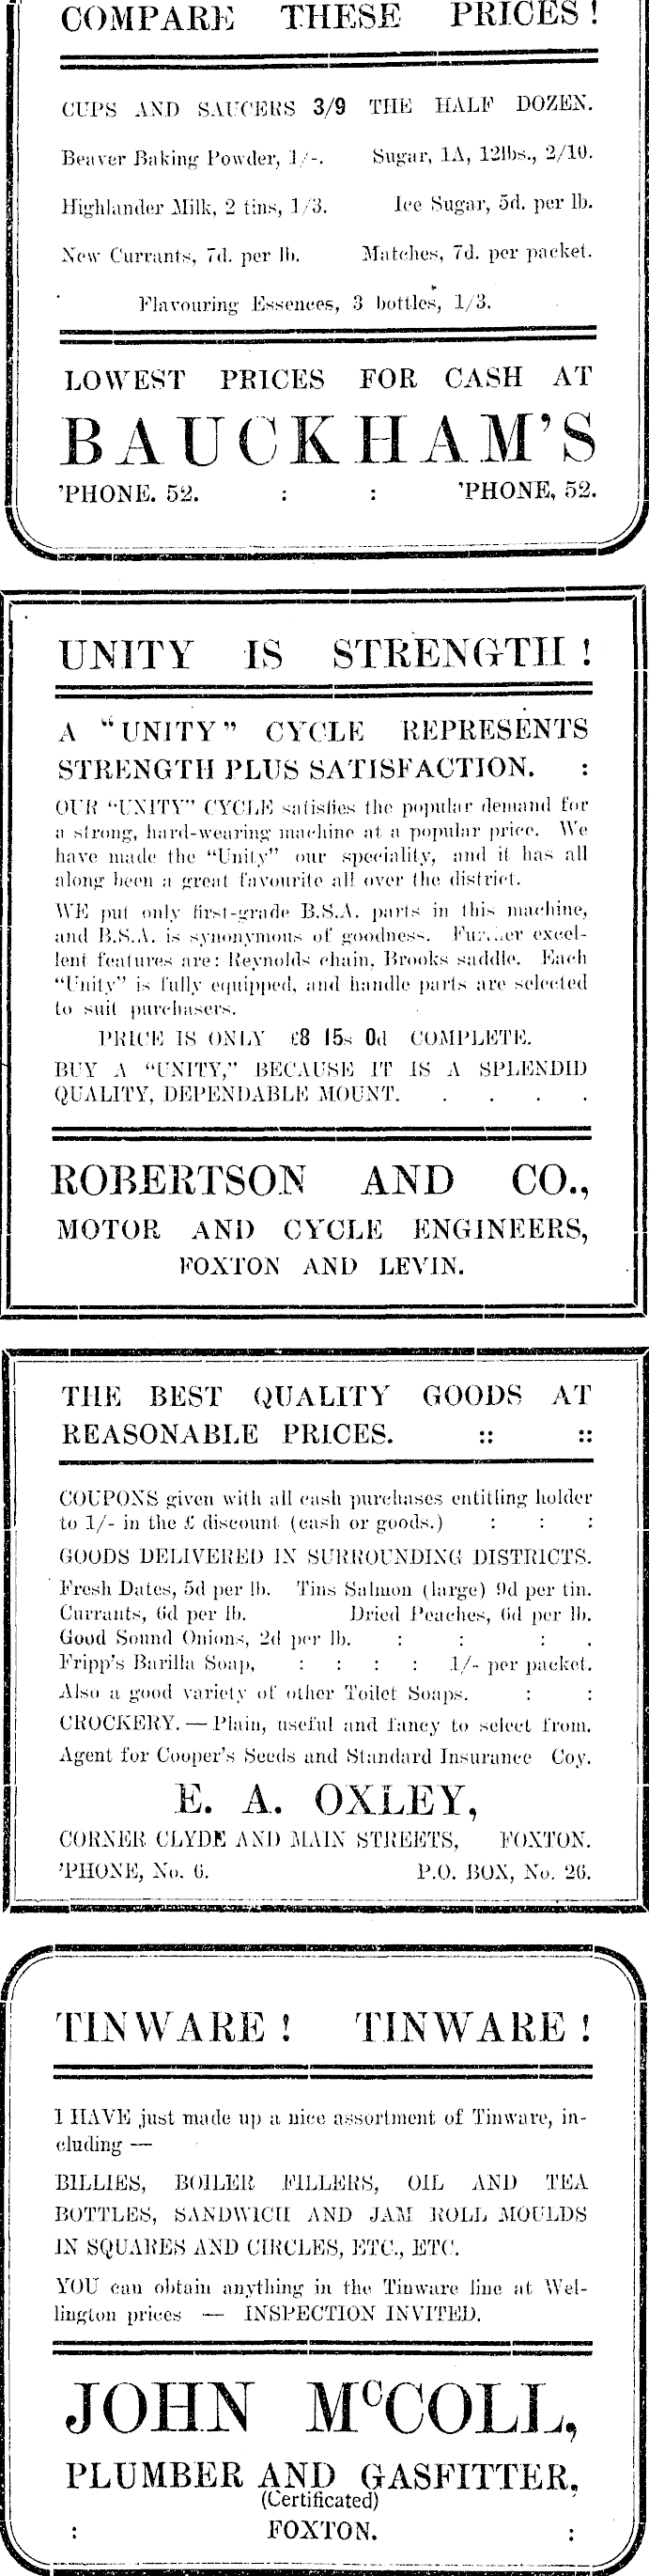 COMPARE THESE PRICES!
CUPS AND SAUCERS 3/9 THE HALF DOZEN.
Beaver Baking Powder, 1/-. Sugar, 1A, 12lbs., 2/10.
Highlander Milk, 2 tins, 1/3. Ice Sugar, 5d. per lb.
New Currants, 7d. per lb. Matches, 7d. per packet.
Flavouring Essences, 3 bottles, 1/3.
LOWEST PRICES FOR CASH AT
BAUCKHAM'S
'PHONE. 52. : : 'PHONE, 52.
UNITY IS STRENGTH!
A "UNITY" CYCLE REPRESENTS
STRENGTH PLUS SATISFACTION. :
OUR "UNITY" CYCLE satisfies the popular demand for
a strong, hard-wearing machine at a popular price. We
have made the "Unity" our speciality, and it has all
along been a great favourite all over the district.
WE put only first-grade B.S.A. parts in this machine,
and B.S.A. is synonymous of goodness. excel-
lent features are: Reynolds chain, Brooks saddle. Each
"Unity" is fully equipped, and handle parts are selected
to suit purchasers.
PRICE IS ONLY £8 15s 0d COMPLETE.
BUY A "UNITY," BECAUSE IT IS A SPLENDID
QUALITY, DEPENDABLE MOUNT. . . . .
ROBERTSON AND CO.,
MOTOR AND CYCLE ENGINEERS,
FOXTON AND LEVIN.
THE BEST QUALITY GOODS AT
REASONABLE PRICES. :: ::
COUPONS given with all cash purchases entitling holder
to 1/- in the £ discount (cash or goods.) : : :
GOODS DELIVERED IN SURROUNDING DISTRICTS.
Fresh Dates, 5d per lb. Tins Salmon (large) 9d per tin.
Currants, 6d per lb. Dried Peaches, 6d per lb.
Good Sound Onions, 2d per lb. : : : .
Fripp's Barilla Soap, : : : : 1/- per packet.
Also a good variety of other Toilet Soaps. : :
CROCKERY. — Plain, useful and fancy to select from.
Agent for Cooper's Seeds and Standard Insurance Coy.
E. A. OXLEY,
CORNER CLYDE AND MAIN STREETS, FOXTON.
'PHONE, No. 6. P.O. BOX, No. 26.
TINWARE! TINWARE!
I HAVE just made up a nice assortment of Tinware, in-
cluding —
BILLIES, BOILER FILLERS, OIL AND TEA
BOTTLES, SANDWICH AND JAM ROLL MOULDS
IN SQUARES AND CIRCLES, ETC., ETC.
YOU can obtain anything in the Tinware line at Wel-
lington prices — INSPECTION INVITED.
JOHN McCOLL,
PLUMBER AND GASFITTER,
(Certificated)
: FOXTON. :